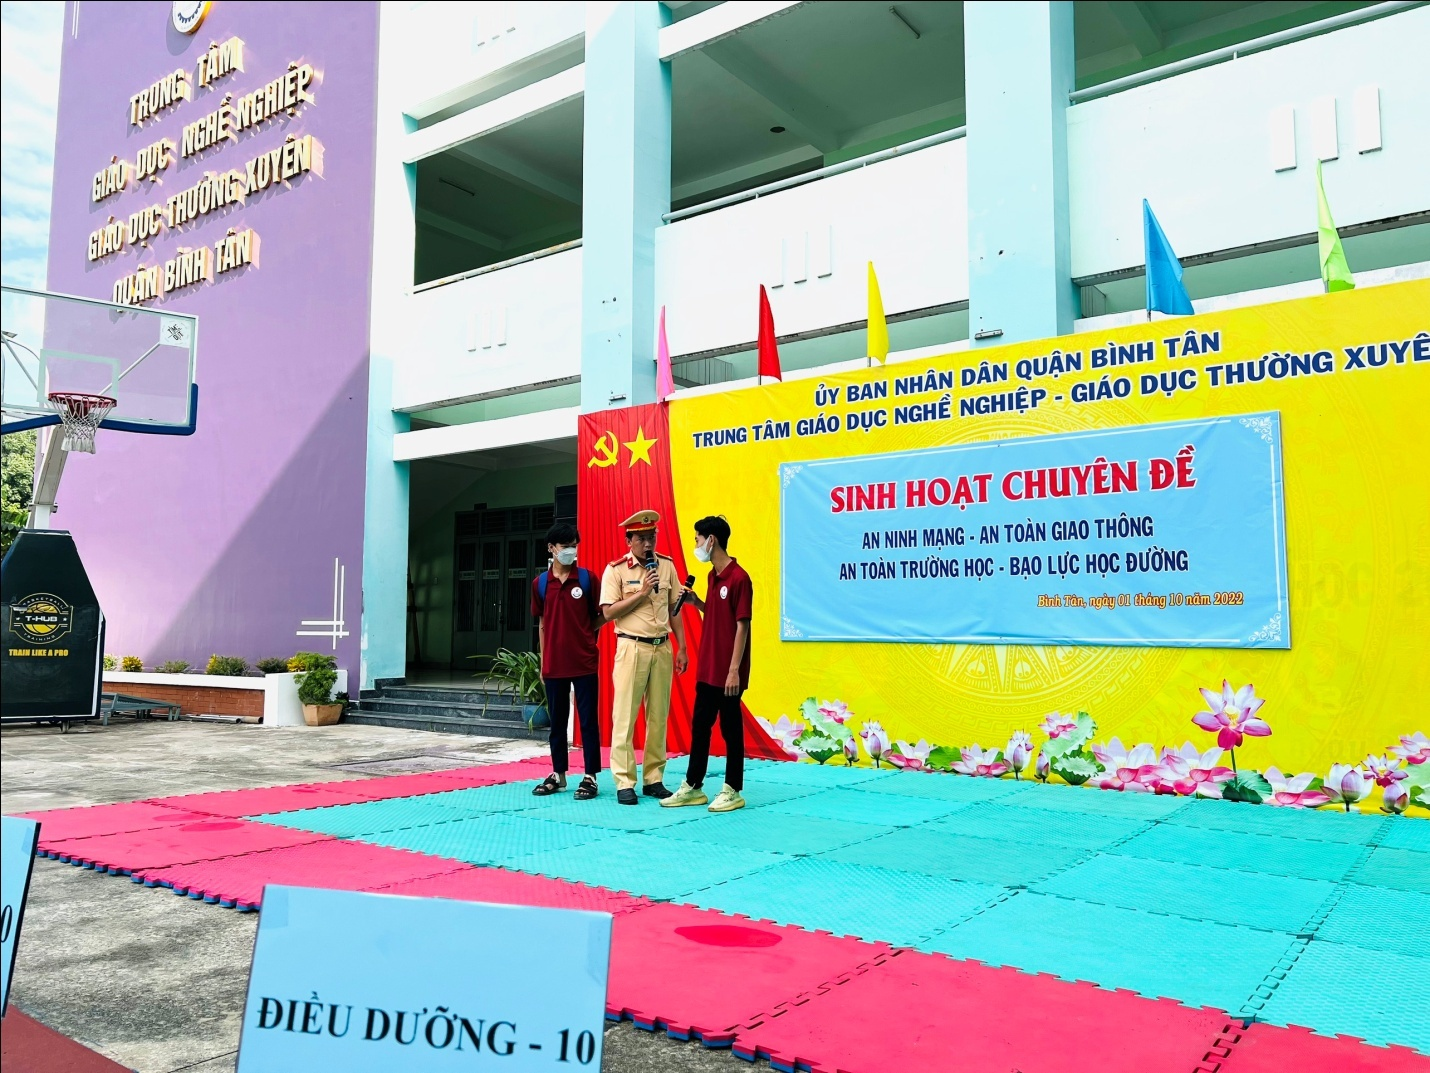 TRUNG TÂM
GIÁO DỤC NGHỀ NGHIỆP
GIÁO DỤC THƯỜNG XUYÊN
QUẬN BÌNH TÂN
ỦY BAN NHÂN DÂN QUẬN BÌNH TÂN
TRUNG TÂM GIÁO DỤC NGHỀ NGHIỆP - GIÁO DỤC THƯỜNG XUYÊ
SINH HOẠT CHUYÊN ĐỀ
AN NINH MẠNG - AN TOÀN GIAO THÔNG
AN TOÀN TRƯỜNG HỌC - BẠO LỰC HỌC ĐƯỜNG
Bình Tân, ngày 01 tháng 10 năm 2022
BASKETBALL
T-HUB
TRAINING
TRAIN LIKE A PRO
0
ĐIỀU DƯỠNG - 10